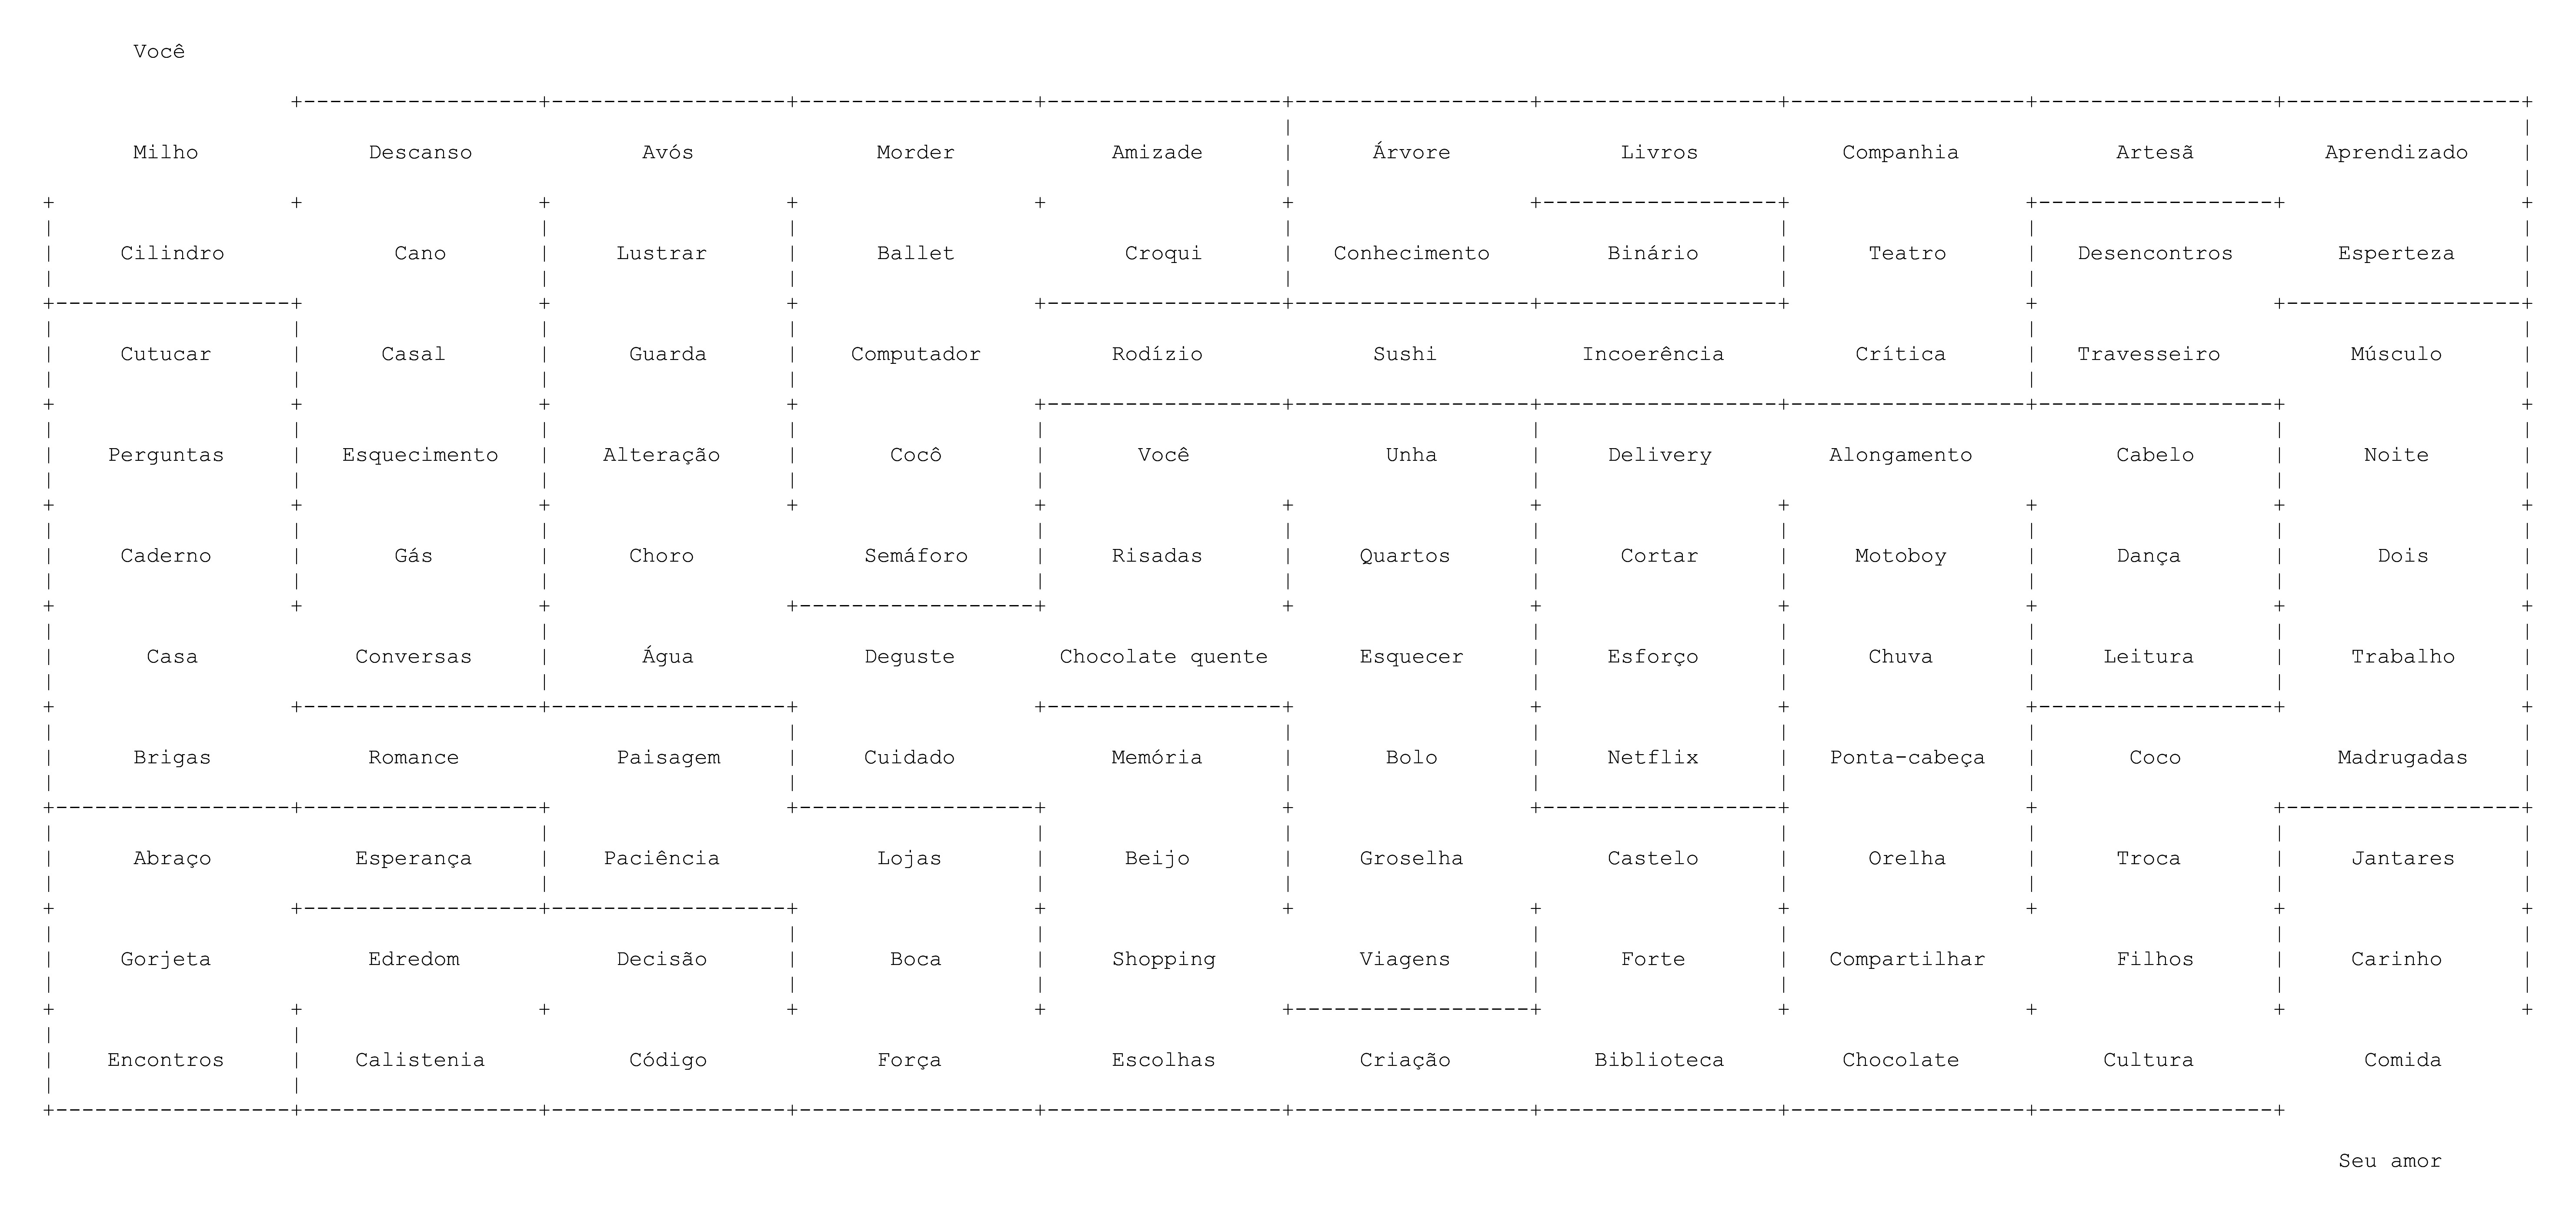 Você
Milho Descanso Avós Morder Amizade Árvore Livros Companhia Artesã Aprendizado
Cilindro Cano Lustrar Ballet Croqui Conhecimento Binário Teatro Desencontros Esperteza
Cutucar Casal Guarda Computador Rodízio Sushi Incoerência Crítica Travesseiro Músculo
Perguntas Esquecimento Alteração Cocô Você Unha Delivery Alongamento Cabelo Noite
Caderno Gás Choro Semáforo Risadas Quartos Cortar Motoboy Dança Dois
Casa Conversas Água Deguste Chocolate quente Esquecer Esforço Chuva Leitura Trabalho
Brigas Romance Paisagem Cuidado Memória Bolo Netflix Ponta-cabeça Coco Madrugadas
Abraço Esperança Paciência Lojas Beijo Groselha Castelo Orelha Troca Jantares
Gorjeta Edredom Decisão Boca Shopping Viagens Forte Compartilhar Filhos Carinho
Encontros Calistenia Código Força Escolhas Criação Biblioteca Chocolate Cultura Comida
Seu amor